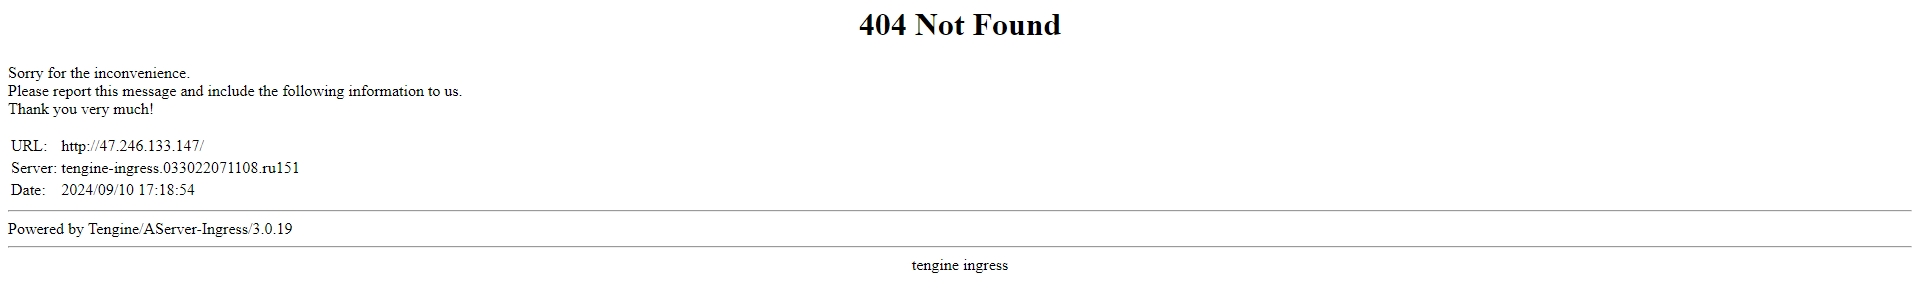 404 Not Found
Sorry for the inconvenience.
Please report this message and include the following information to us.
Thank you very much!
URL: http://47.246.133.147/
Server: tengine-ingress.033022071108.ru151
Date: 2024/09/10 17:18:54
Powered by Tengine/AServer-Ingress/3.0.19
tengine ingress